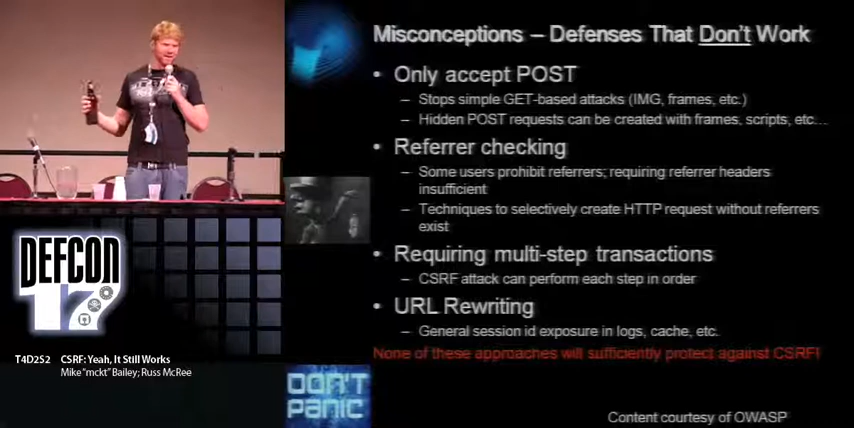 Misconceptions – Defenses That Don't Work
• Only accept POST
– Stops simple GET-based attacks (IMG, frames, etc.)
– Hidden POST requests can be created with frames, scripts, etc…
• Referrer checking
– Some users prohibit referrers; requiring referrer headers
insufficient
– Techniques to selectively create HTTP request without referrers
exist
• Requiring multi-step transactions
– CSRF attack can perform each step in order
• URL Rewriting
– General session id exposure in logs, cache, etc.
None of these approaches will sufficiently protect against CSRF!
Content courtesy of OWASP
DON'T
PANIC
DEFCON
17
T4D2S2 CSRF: Yeah, It Still Works
Mike "mckt" Bailey; Russ McRee